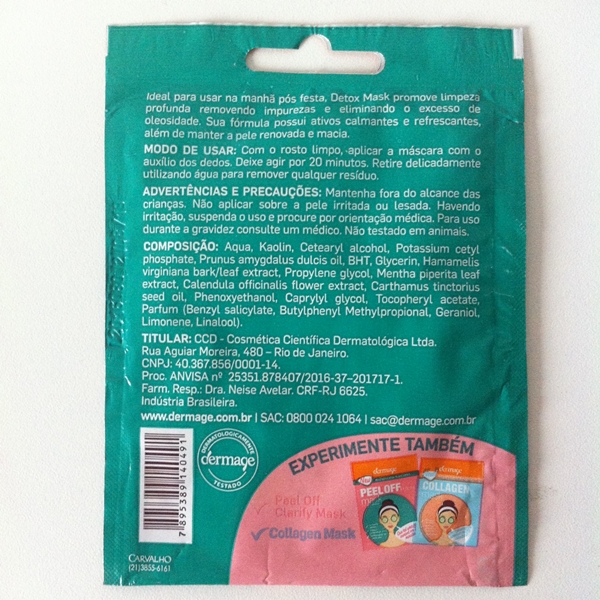 Ideal para usar na manhã pós festa, Detox Mask promove limpeza
profunda removendo impurezas e eliminando o excesso de
oleosidade. Sua fórmula possui ativos calmantes e refrescantes,
além de manter a pele renovada e macia.
MODO DE USAR: Com o rosto limpo, aplicar a máscara com o
auxílio dos dedos. Deixe agir por 20 minutos. Retire delicadamente
utilizando água para remover qualquer resíduo.
ADVERTÊNCIAS E PRECAUÇÕES: Mantenha fora do alcance das
crianças. Não aplicar sobre a pele irritada ou lesada. Havendo
irritação, suspenda o uso e procure por orientação médica. Para uso
durante a gravidez consulte um médico. Não testado em animais.
COMPOSIÇÃO: Aqua, Kaolin, Cetearyl alcohol, Potassium cetyl
phosphate, Prunus amygdalus dulcis oil, BHT, Glycerin, Hamamelis
virginiana bark/leaf extract, Propylene glycol, Mentha piperita leaf
extract, Calendula officinalis flower extract, Carthamus tinctorius
seed oil, Phenoxyethanol, Caprylyl glycol, Tocopheryl acetate,
Parfum (Benzyl salicylate, Butylphenyl Methylpropional, Geraniol,
Limonene, Linalool).
TITULAR: CCD - Cosmética Científica Dermatológica Ltda.
Rua Aguiar Moreira, 480 – Rio de Janeiro.
CNPJ: 40.367.856/0001-14.
Proc. ANVISA nº 25351.878407/2016-37–201717-1.
Farm. Resp.: Dra. Neise Avelar. CRF-RJ 6625.
Indústria Brasileira.
www.dermage.com.br | SAC: 0800 024 1064 | sac@dermage.com.br
7 895389 140491
DERMATOLOGICAMENTE
dermage
TESTADO
EXPERIMENTE TAMBÉM
Peel Off
Clarify Mask
Collagen Mask
dermage
PEEL OFF
dermage
COLLAGEN
CARVALHO
(21)3855-6161